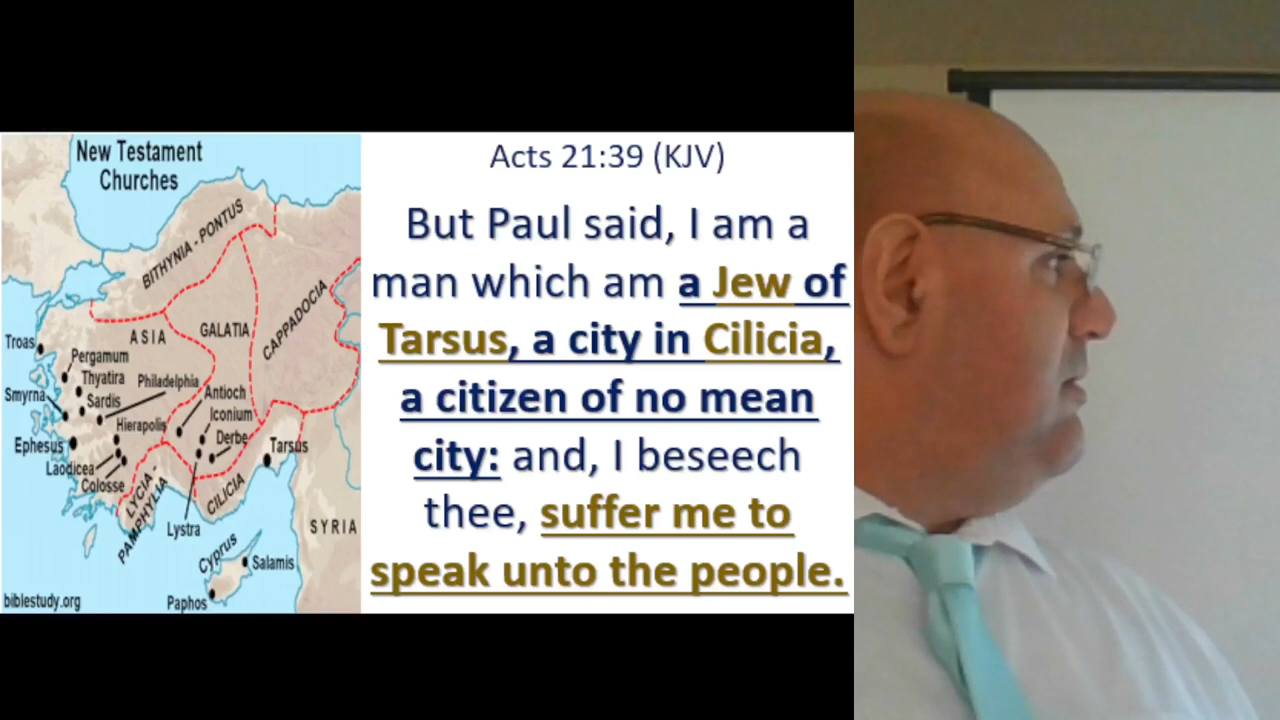 New Testament
Churches
BITHYNIA - PONTUS
ASIA
GALATIA
CAPPADOCIA
Troas
Pergamum
Thyatira
Philadelphia
Antioch
Smyrna
Sardis
Iconium
Hierapolis
Derbe
Ephesus
Tarsus
Laodicea
Colosse
LYCIA -
PAMPHYLIA
CILICIA
Lystra
SYRIA
Cyprus
Salamis
Paphos
biblestudy.org
Acts 21:39 (KJV)
But Paul said, I am a
man which am a Jew of
Tarsus, a city in Cilicia,
a citizen of no mean
city: and, I beseech
thee, suffer me to
speak unto the people.